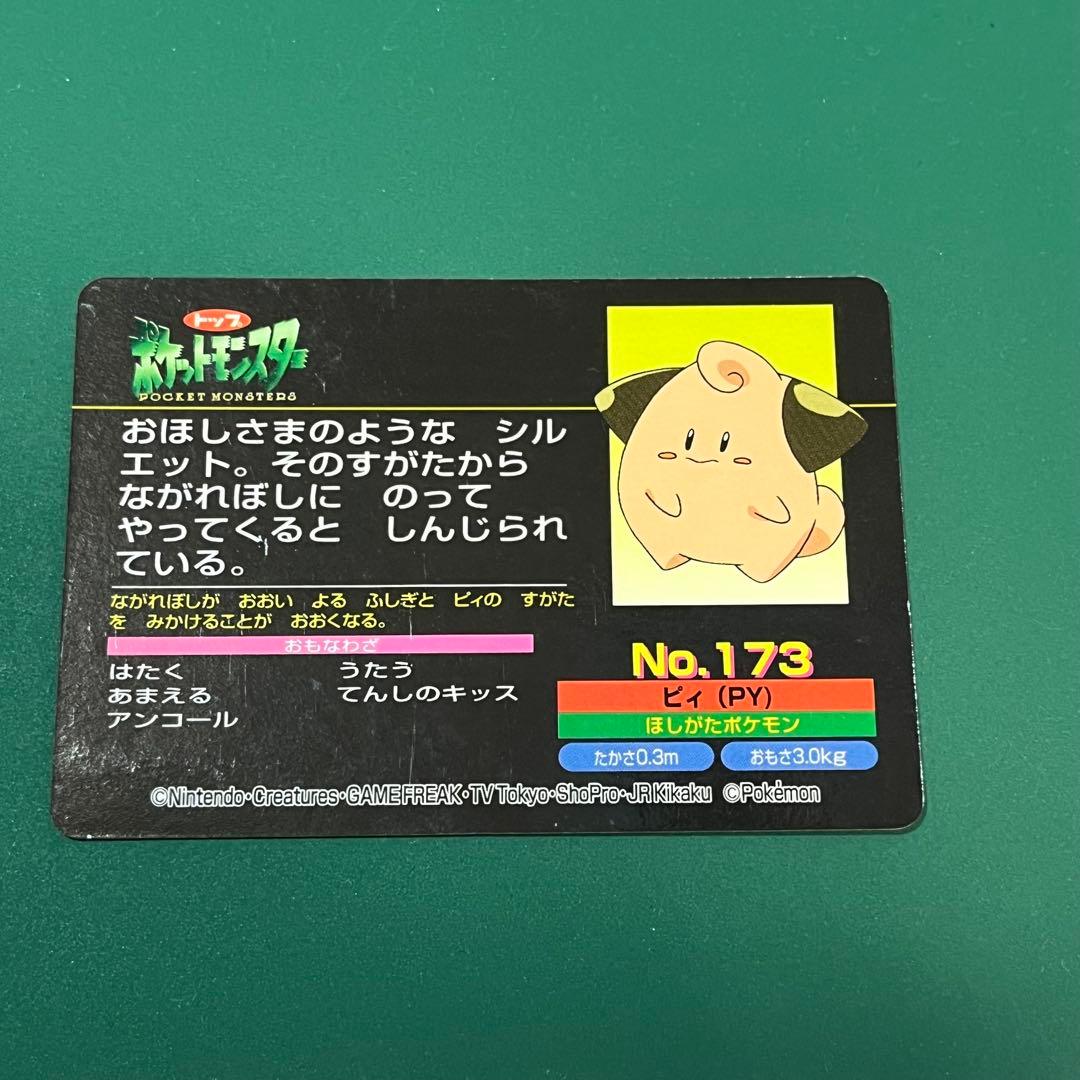 トップ
ポケットモンスター
POCKET MONSTERS
おほしさまのような　シル
エット。そのすがたから
ながれぼしに　のって
やってくると　しんじられ
ている。
ながれぼしが　おおい　よる　ふしぎと　ピィの　すがた
を　みかけることが　おおくなる。
おもなわざ
はたく　うたう
あまえる　てんしのキッス
アンコール
No.173
ピィ（PY）
ほしがたポケモン
たかさ0.3m　おもさ3.0kg
©Nintendo・Creatures・GAME FREAK・TV Tokyo・ShoPro・JR Kikaku ©Pokémon